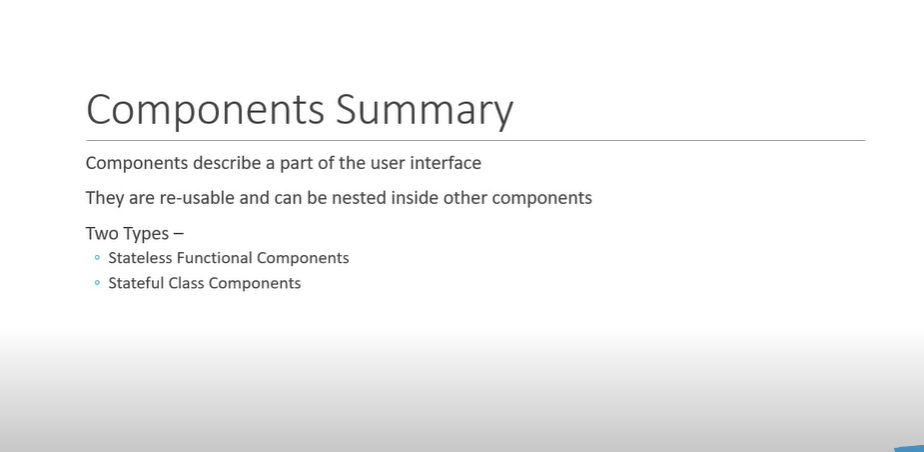 Components Summary
Components describe a part of the user interface
They are re-usable and can be nested inside other components
Two Types –
Stateless Functional Components
Stateful Class Components